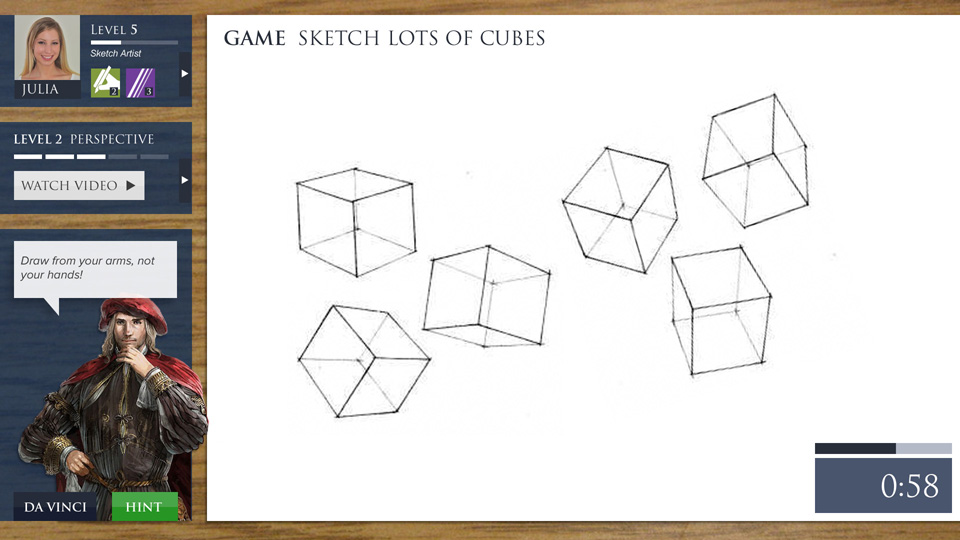 LEVEL 5
Sketch Artist
2
3
JULIA
LEVEL 2 PERSPECTIVE
WATCH VIDEO
Draw from your arms, not
your hands!
DA VINCI
HINT
GAME SKETCH LOTS OF CUBES
0:58